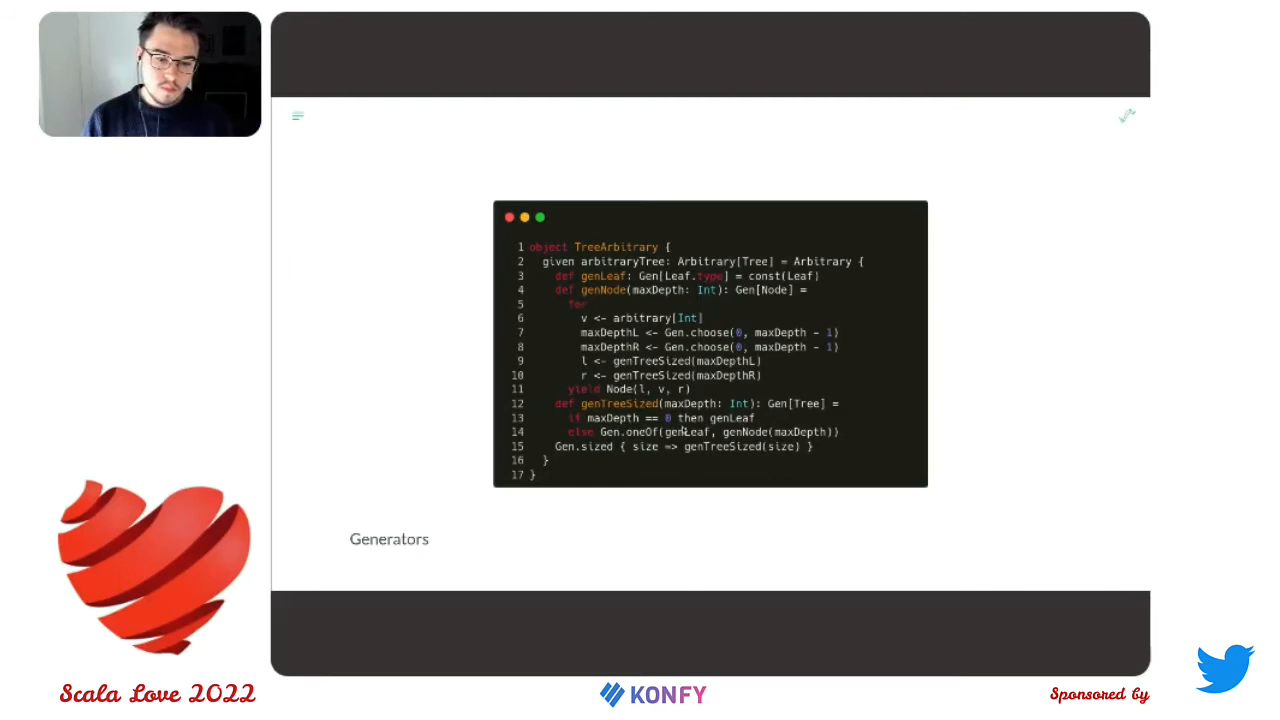 1 object TreeArbitrary {
2 given arbitraryTree: Arbitrary[Tree] = Arbitrary {
3 def genLeaf: Gen[Leaf.type] = const(Leaf)
4 def genNode(maxDepth: Int): Gen[Node] =
5 for
6 v <- arbitrary[Int]
7 maxDepthL <- Gen.choose(0, maxDepth - 1)
8 maxDepthR <- Gen.choose(0, maxDepth - 1)
9 l <- genTreeSized(maxDepthL)
10 r <- genTreeSized(maxDepthR)
11 yield Node(l, v, r)
12 def genTreeSized(maxDepth: Int): Gen[Tree] =
13 if maxDepth == 0 then genLeaf
14 else Gen.oneOf(genLeaf, genNode(maxDepth))
15 Gen.sized { size => genTreeSized(size) }
16 }
17 }
Generators
Scala Love 2022
KONFY
Sponsored by